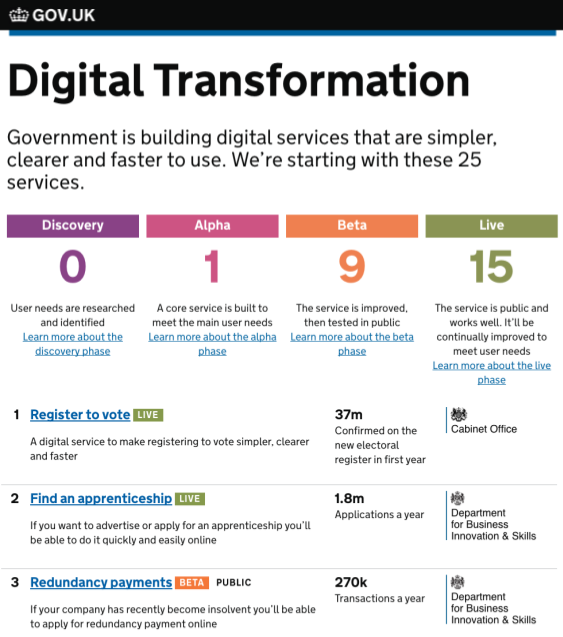 GOV.UK
Digital Transformation
Government is building digital services that are simpler,
clearer and faster to use. We’re starting with these 25
services.
Discovery
0
User needs are researched
and identified
Learn more about the
discovery phase
Alpha
1
A core service is built to
meet the main user needs
Learn more about the alpha
phase
Beta
9
The service is improved,
then tested in public
Learn more about the beta
phase
Live
15
The service is public and
works well. It’ll be
continually improved to
meet user needs
Learn more about the live
phase
1 Register to vote LIVE
A digital service to make registering to vote simpler, clearer
and faster
37m
Confirmed on the
new electoral
register in first year
Cabinet Office
2 Find an apprenticeship LIVE
If you want to advertise or apply for an apprenticeship you’ll
be able to do it quickly and easily online
1.8m
Applications a year
Department
for Business
Innovation & Skills
3 Redundancy payments BETA PUBLIC
If your company has recently become insolvent you’ll be able
to apply for redundancy payment online
270k
Transactions a year
Department
for Business
Innovation & Skills